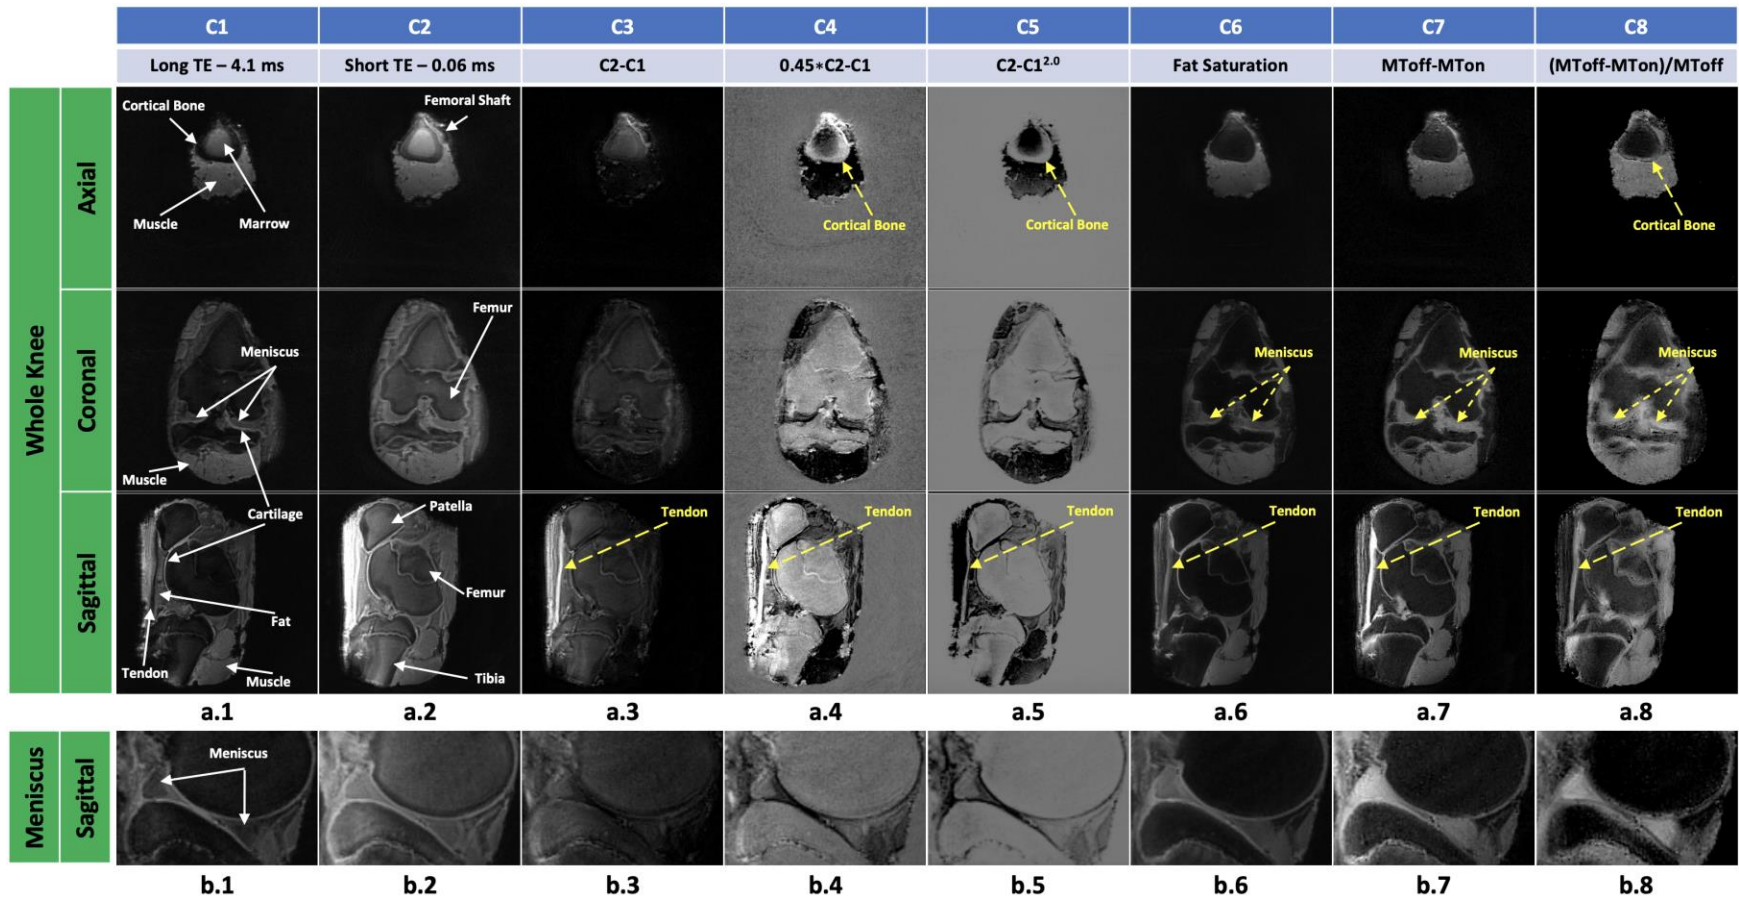 C1 C2 C3 C4 C5 C6 C7 C8
Long TE – 4.1 ms Short TE – 0.06 ms C2-C1 0.45*C2-C1 C2-C1²·⁰ Fat Saturation MToff-MTon (MToff-MTon)/MToff
Whole Knee
Axial
Cortical Bone
Muscle
Marrow
Femoral Shaft
Cortical Bone
Cortical Bone
Cortical Bone
Coronal
Meniscus
Muscle
Femur
Meniscus
Meniscus
Meniscus
Sagittal
Cartilage
Fat
Tendon
Muscle
Patella
Femur
Tibia
Tendon
Tendon
Tendon
Tendon
Tendon
Tendon
a.1 a.2 a.3 a.4 a.5 a.6 a.7 a.8
Meniscus
Sagittal
Meniscus
b.1 b.2 b.3 b.4 b.5 b.6 b.7 b.8